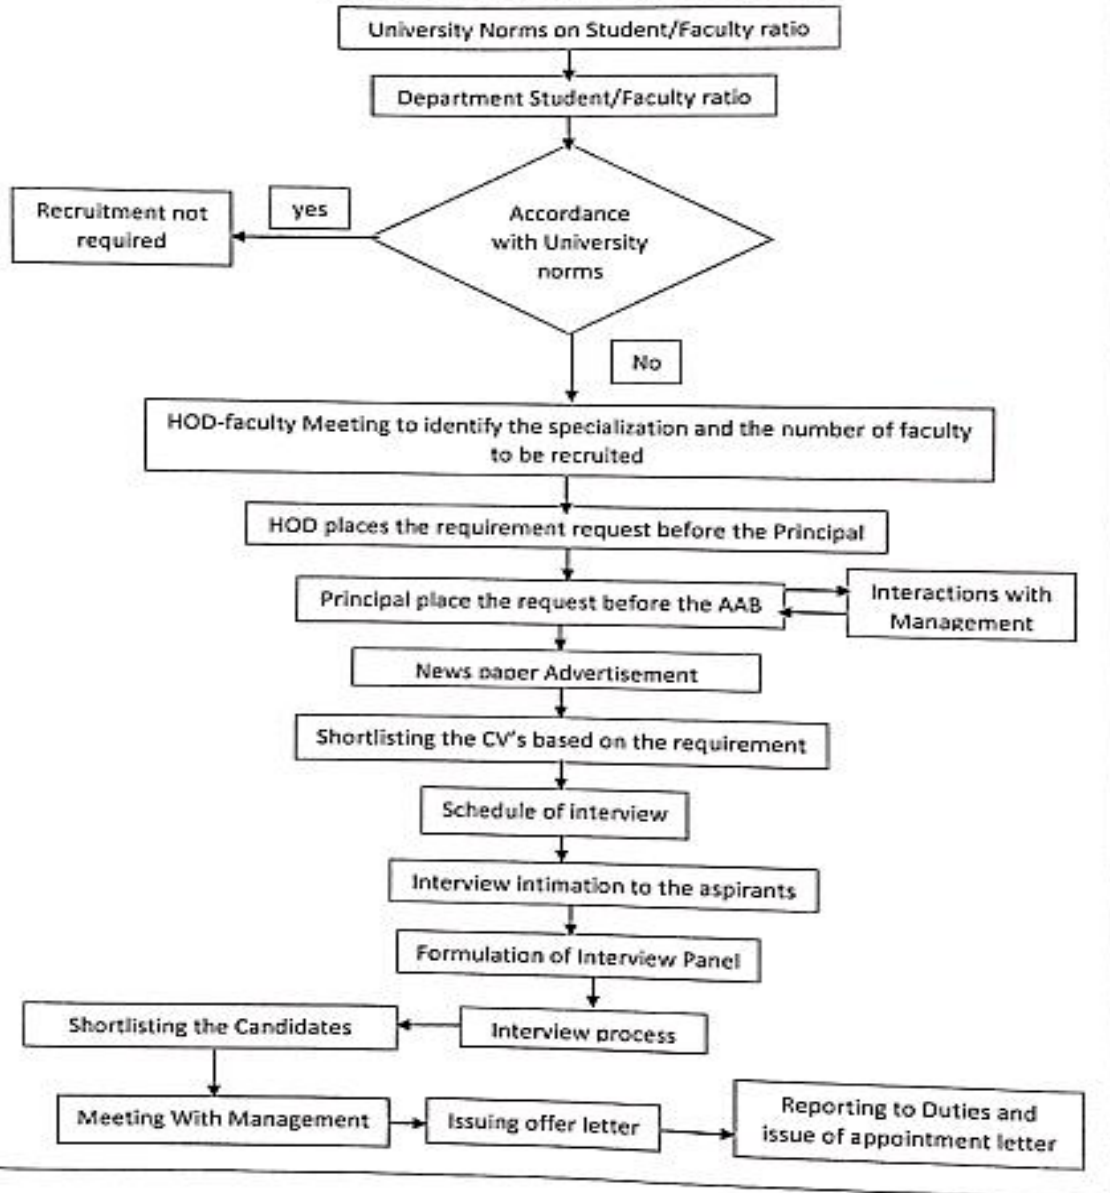 University Norms on Student/Faculty ratio
Department Student/Faculty ratio
Accordance
with University
norms
yes
Recruitment not
required
No
HOD-faculty Meeting to identify the specialization and the number of faculty
to be recruited
HOD places the requirement request before the Principal
Principal place the request before the AAB
Interactions with
Management
News paper Advertisement
Shortlisting the CV's based on the requirement
Schedule of interview
Interview intimation to the aspirants
Formulation of Interview Panel
Interview process
Shortlisting the Candidates
Meeting With Management
Issuing offer letter
Reporting to Duties and
issue of appointment letter